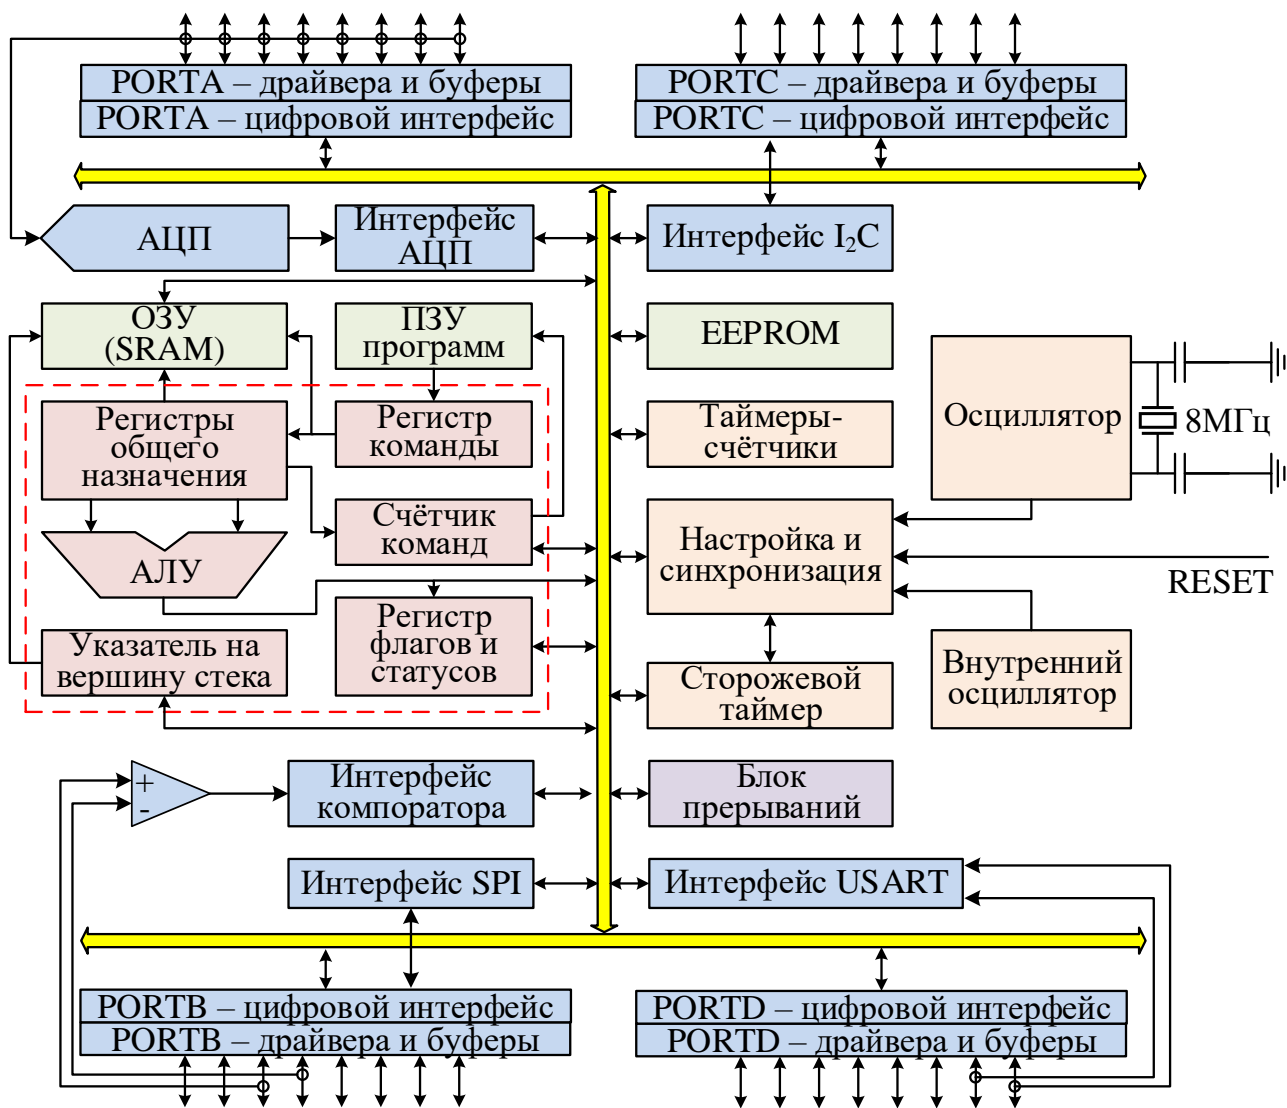 PORTA – драйвера и буферы
PORTA – цифровой интерфейс
PORTC – драйвера и буферы
PORTC – цифровой интерфейс
АЦП
Интерфейс
АЦП
Интерфейс I₂C
ОЗУ
(SRAM)
ПЗУ
программ
EEPROM
Осциллятор
8МГц
Регистры
общего
назначения
Регистр
команды
Таймеры-
счётчики
Счётчик
команд
Настройка и
синхронизация
RESET
АЛУ
Регистр
флагов и
статусов
Указатель на
вершину стека
Сторожевой
таймер
Внутренний
осциллятор
+
-
Интерфейс
компоратора
Блок
прерываний
Интерфейс SPI
Интерфейс USART
PORTB – цифровой интерфейс
PORTB – драйвера и буферы
PORTD – цифровой интерфейс
PORTD – драйвера и буферы